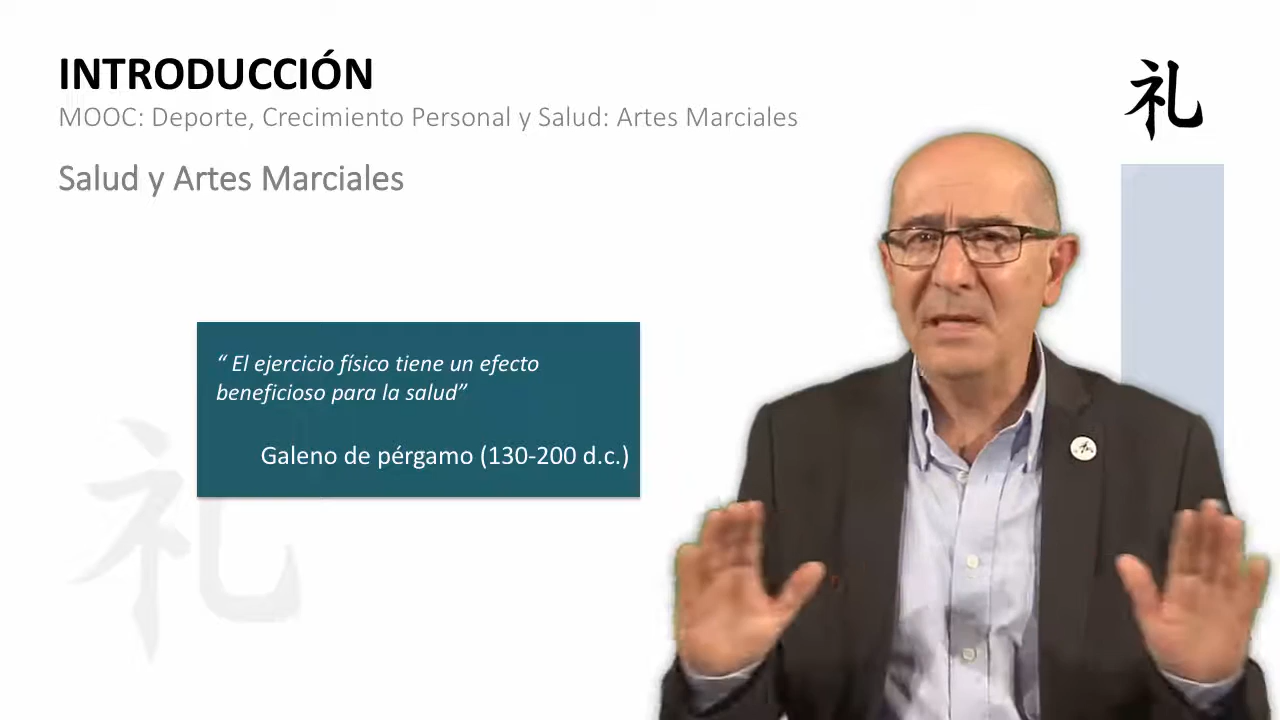 INTRODUCCIÓN
MOOC: Deporte, Crecimiento Personal y Salud: Artes Marciales
Salud y Artes Marciales
礼
“ El ejercicio físico tiene un efecto
beneficioso para la salud”
Galeno de pérgamo (130-200 d.c.)
礼